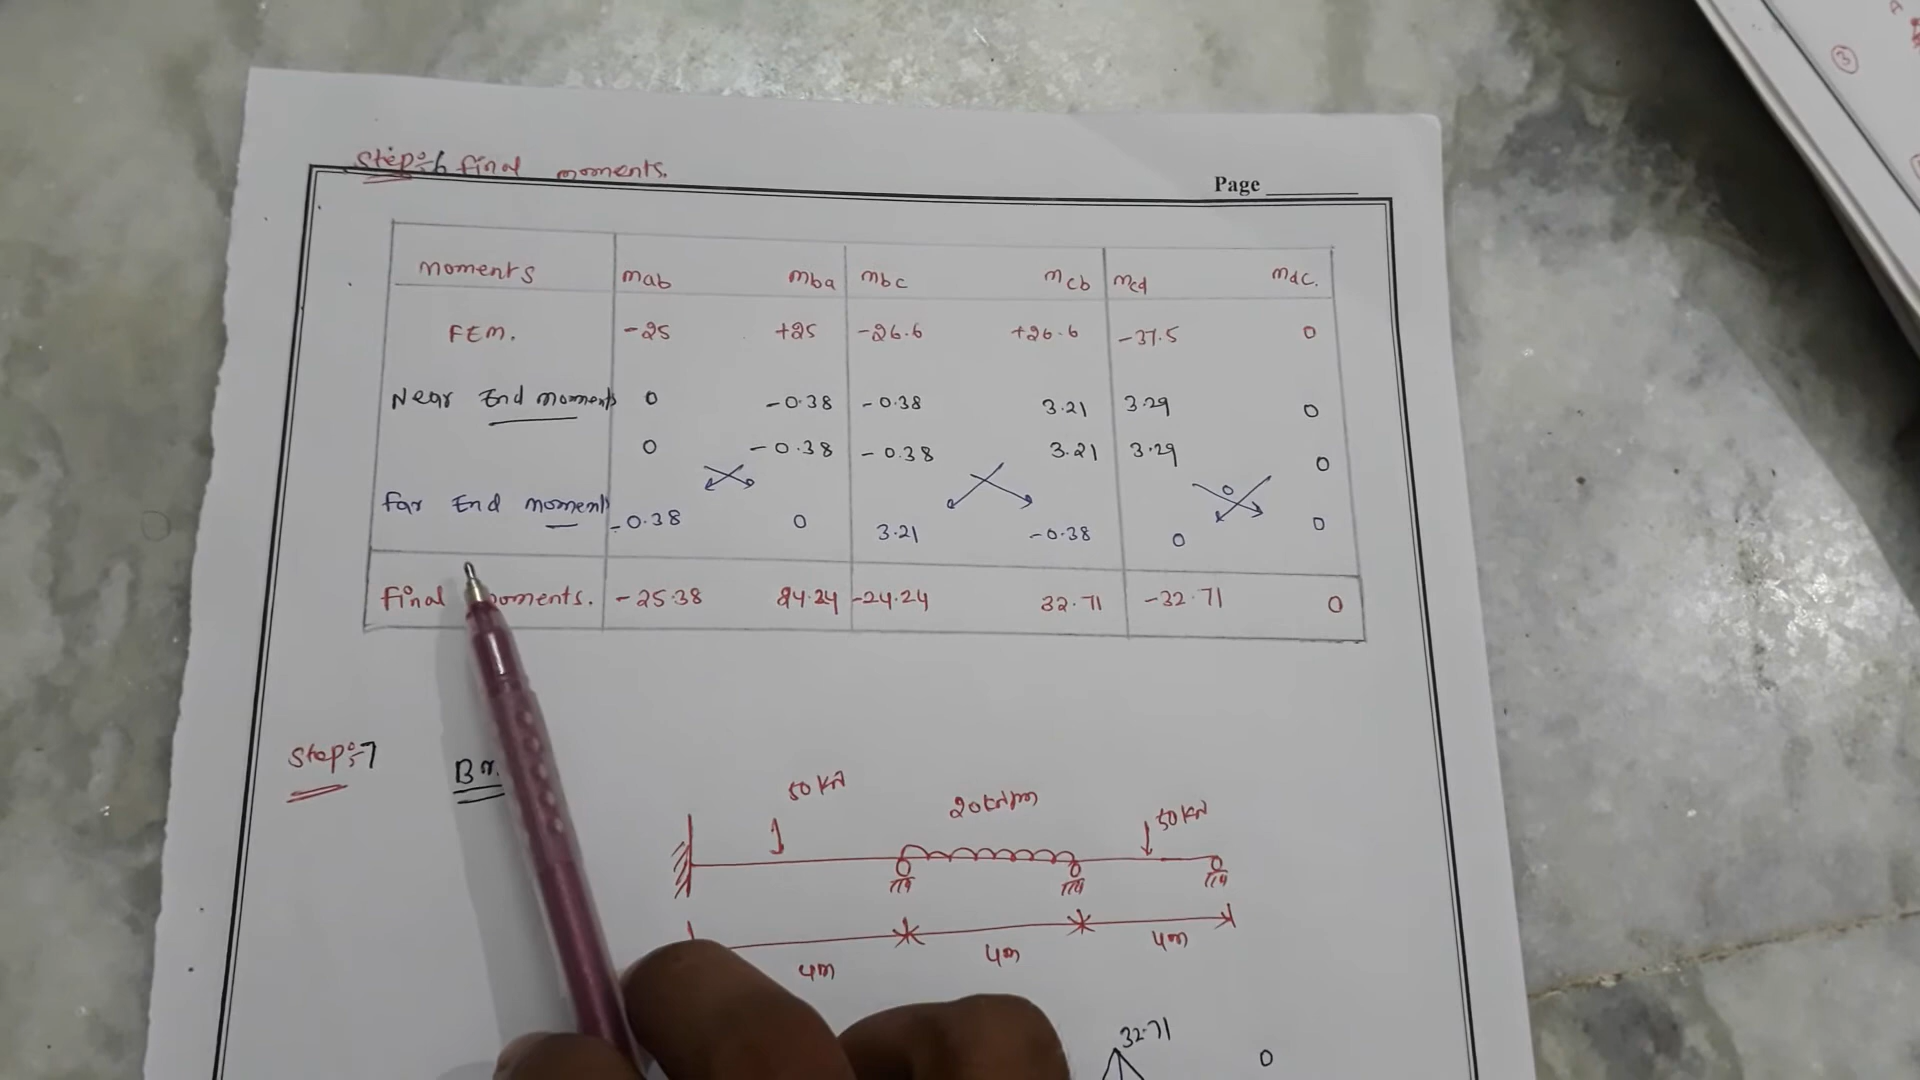 Step:-6 final moments.
Page
moments mab mba mbc mcb mcd mdc.
FEM. -25 +25 -26.6 +26.6 -37.5 0
Near End moments 0 -0.38 -0.38 3.21 3.29 0
0 -0.38 -0.38 3.21 3.29 0
0
far End moment -0.38 0 3.21 -0.38 0 0
final moments. -25.38 24.24 -24.24 32.71 -32.71 0
Step:-7
50 kN 20kN/m 50 kN
4m 4m 4m
32.71 0
3